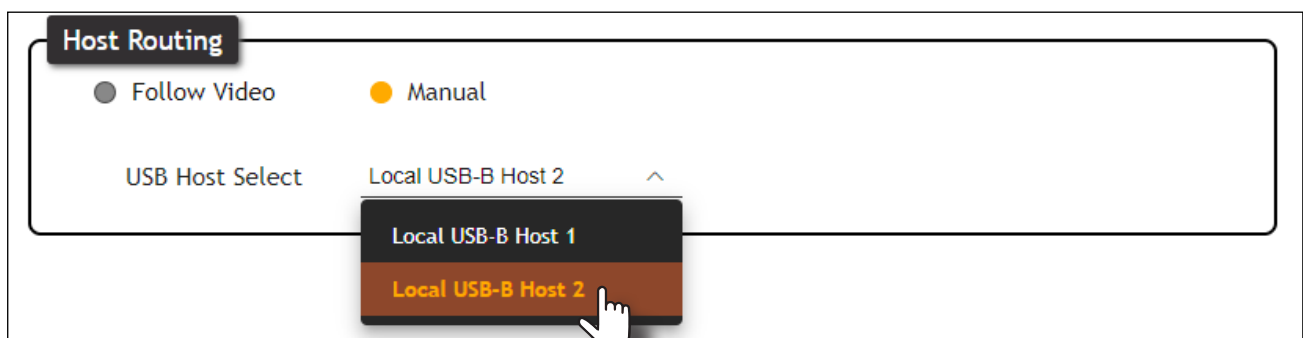 Host Routing
Follow Video Manual
USB Host Select Local USB-B Host 2
Local USB-B Host 1
Local USB-B Host 2